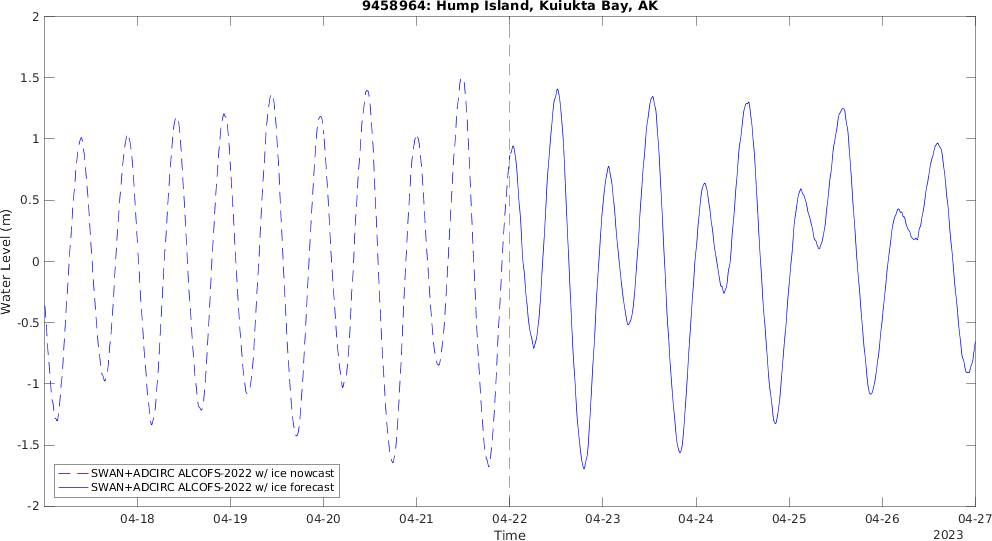 9458964: Hump Island, Kuiukta Bay, AK
Water Level (m)
2
1.5
1
0.5
0
-0.5
-1
-1.5
-2
SWAN+ADCIRC ALCOFS-2022 w/ ice nowcast
SWAN+ADCIRC ALCOFS-2022 w/ ice forecast
04-18 04-19 04-20 04-21 04-22 04-23 04-24 04-25 04-26 04-27
Time
2023